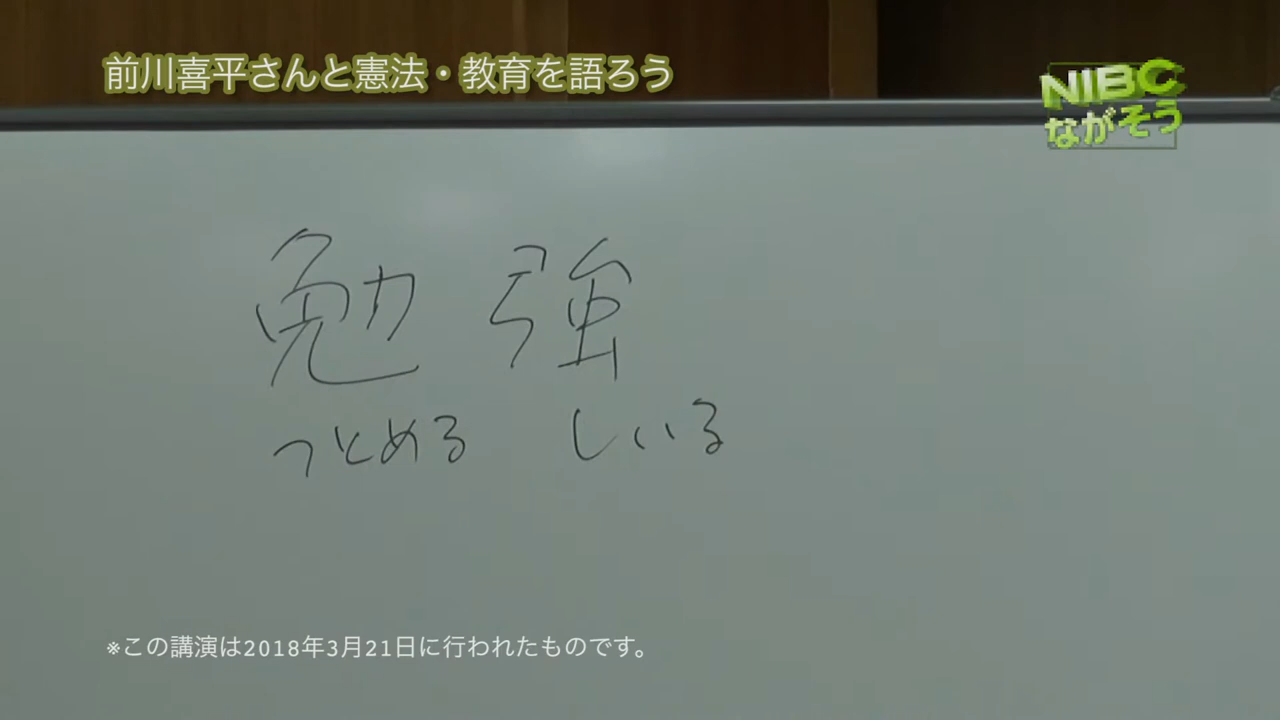 前川喜平さんと憲法・教育を語ろう
NIBC
ながそう
勉強
つとめる しいる
※この講演は2018年3月21日に行われたものです。